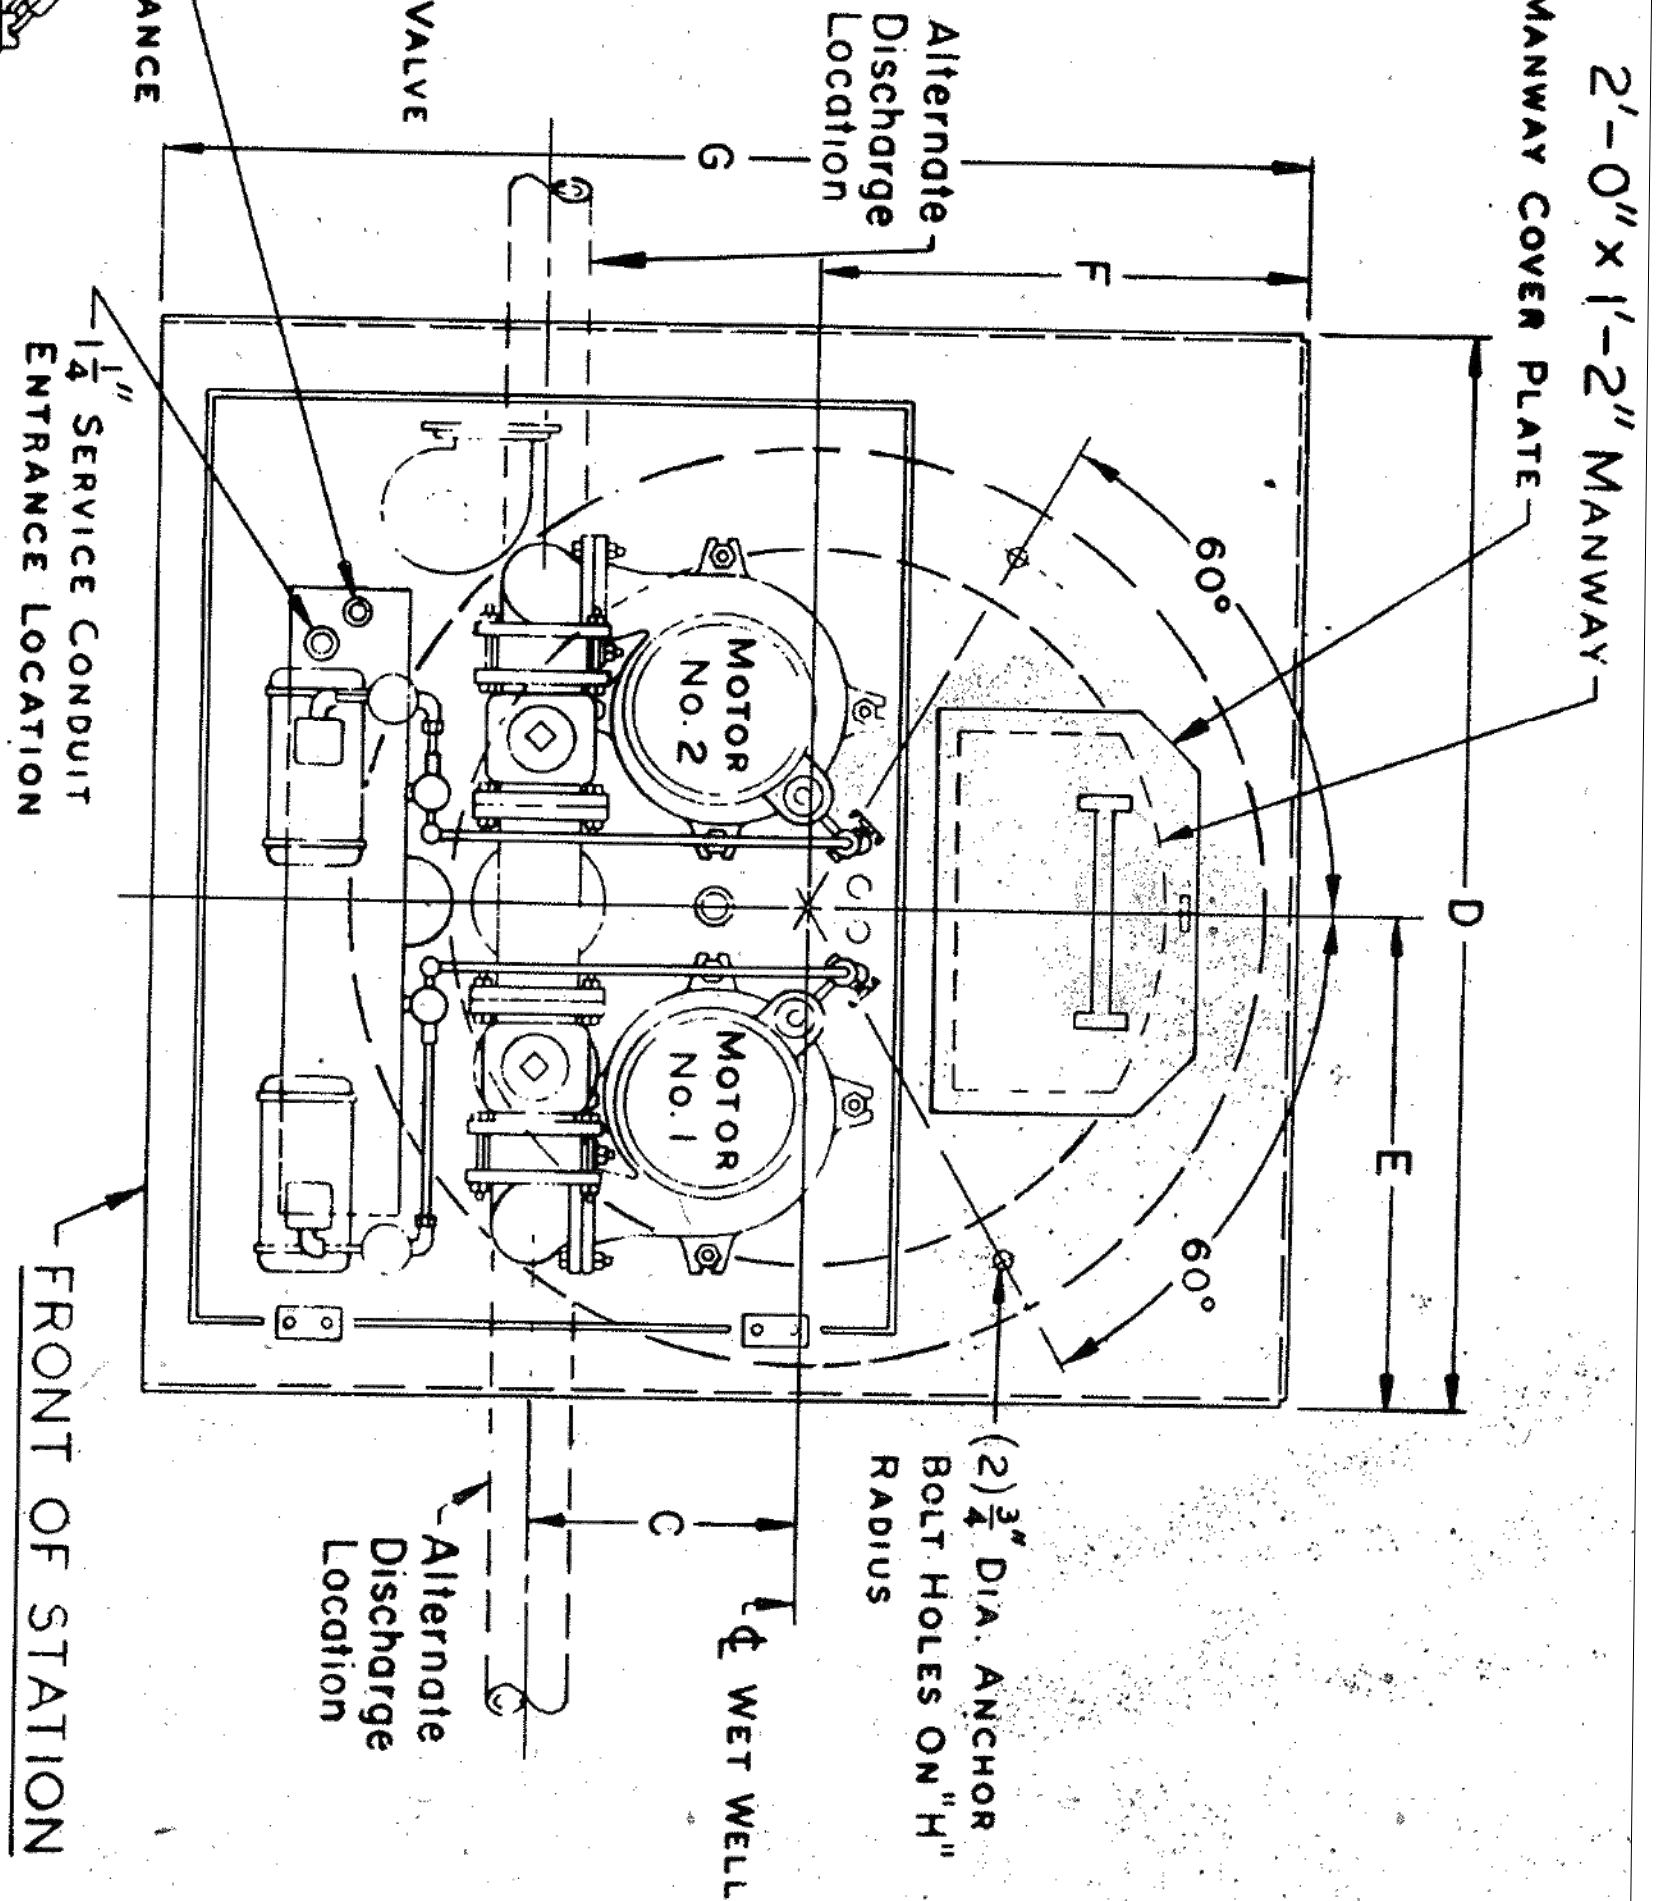 2'-0" x 1'-2" MANWAY
MANWAY COVER PLATE
D
60°
60°
E
F
G
Alternate
Discharge
Location
VALVE
ANCE
MOTOR
No. 2
MOTOR
No. 1
(2) 3/4" DIA. ANCHOR
BOLT HOLES ON "H"
RADIUS
C
℄ WET WELL
Alternate
Discharge
Location
1 1/4" SERVICE CONDUIT
ENTRANCE LOCATION
FRONT OF STATION